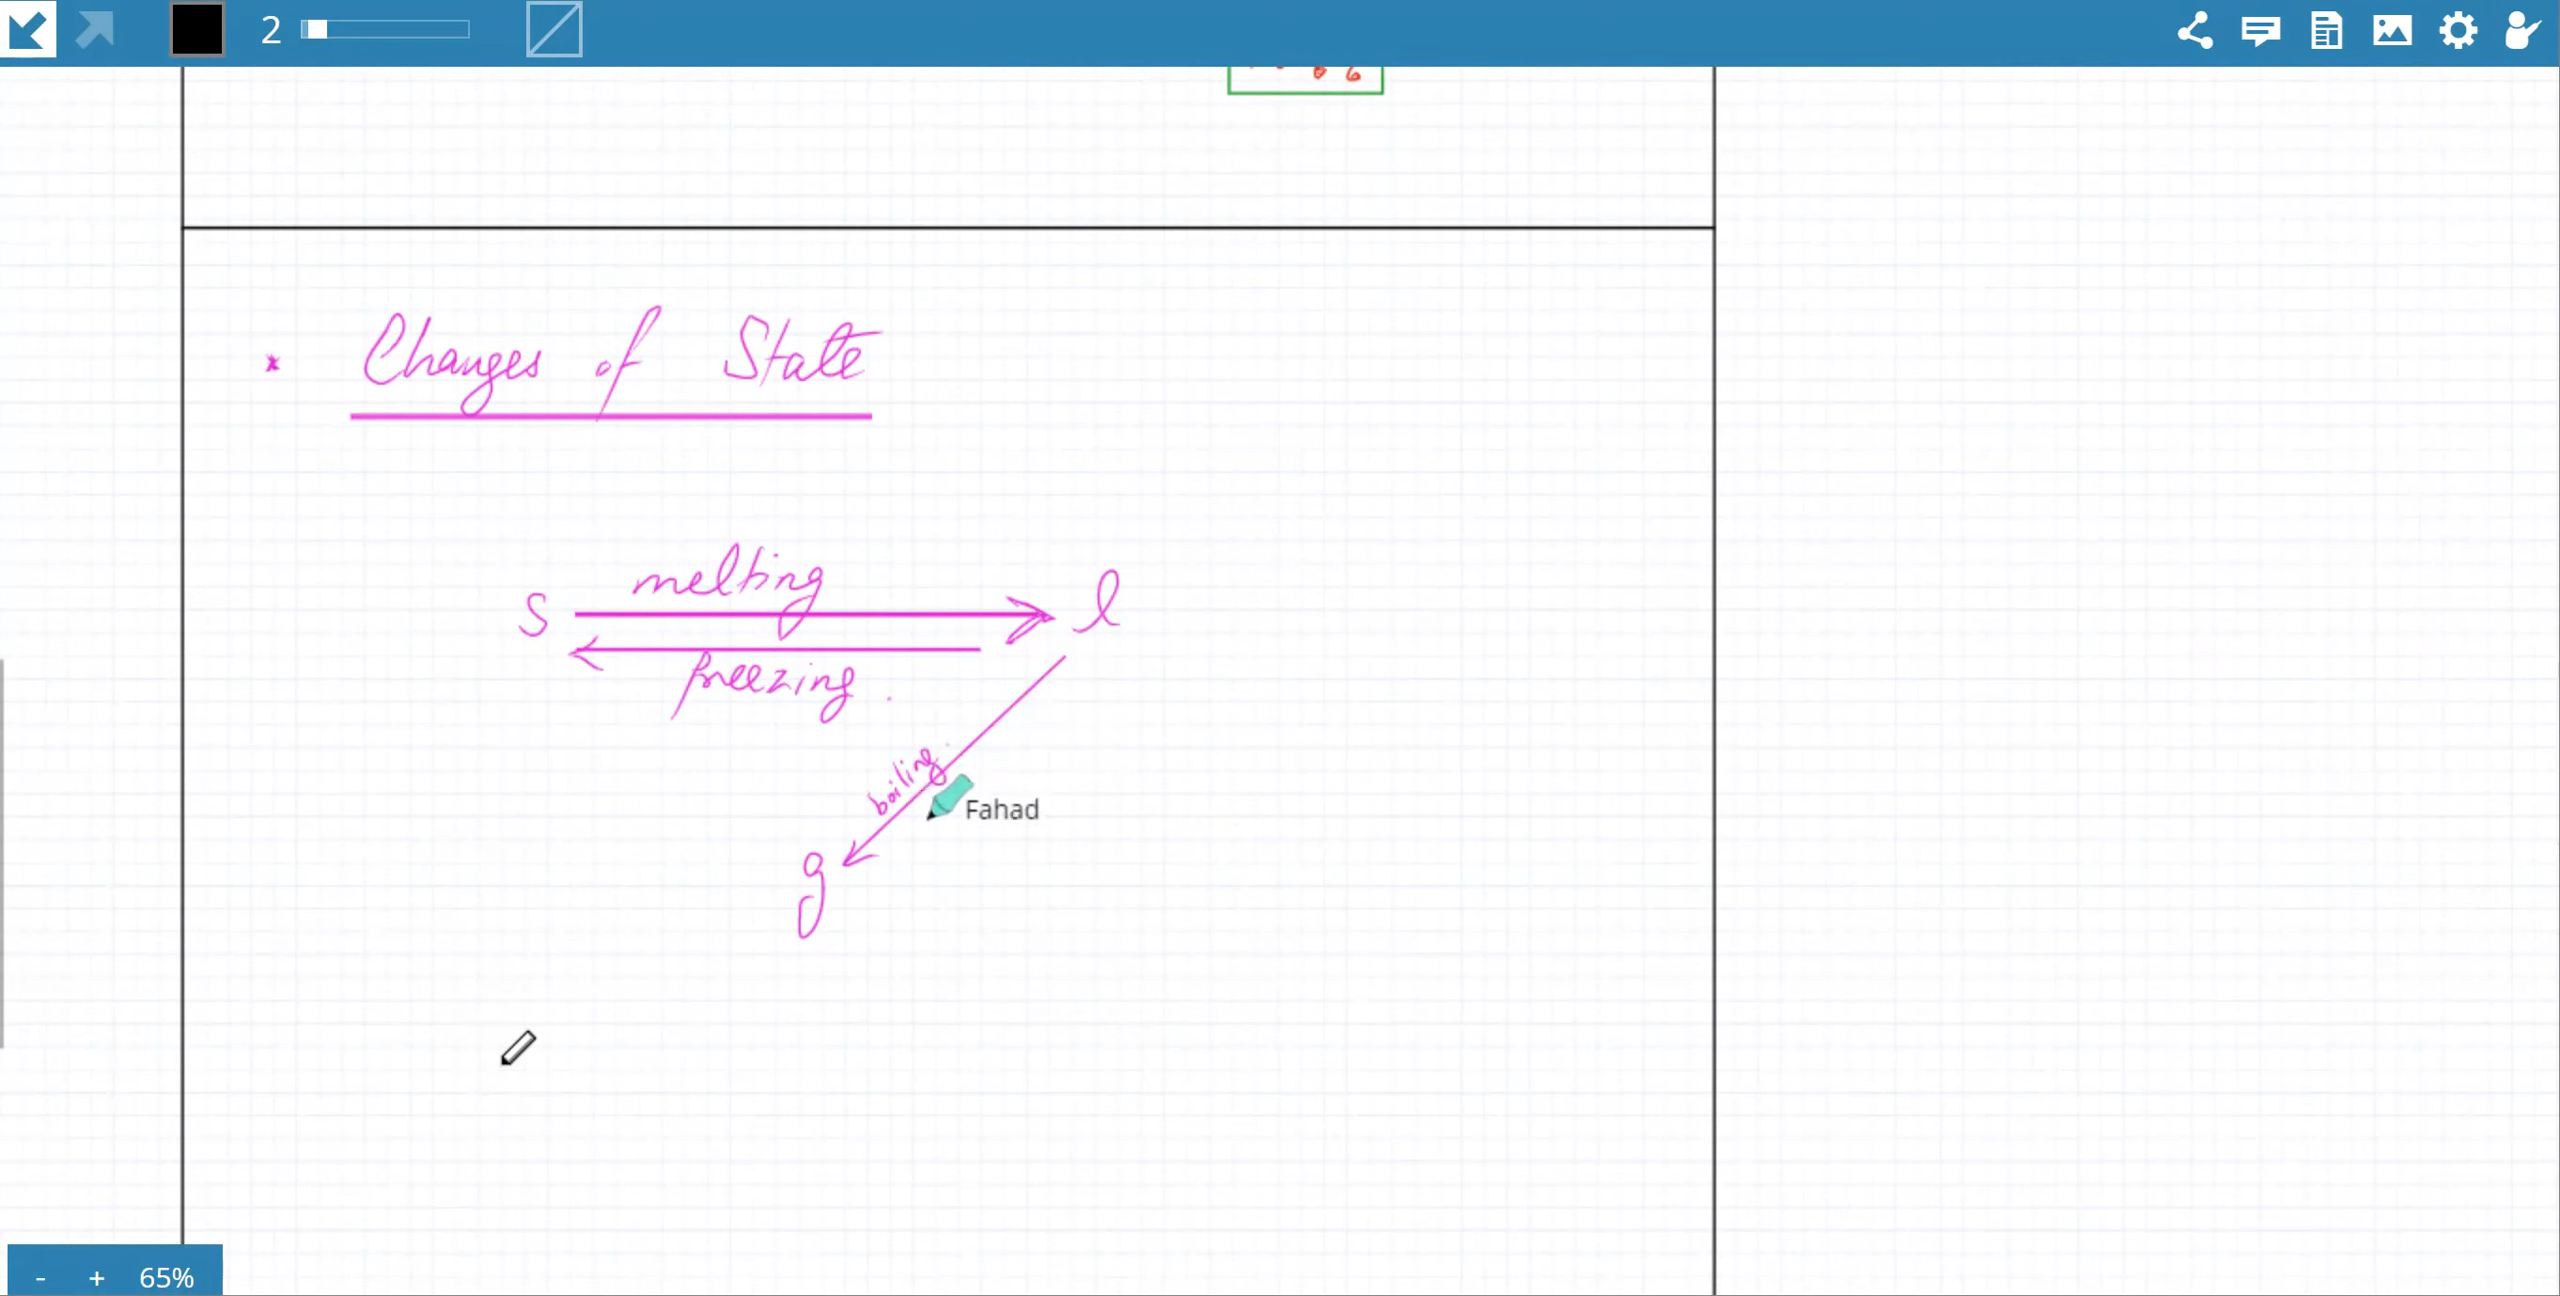 2
* Changes of State
s melting l
freezing.
boiling
Fahad
g
- + 65%